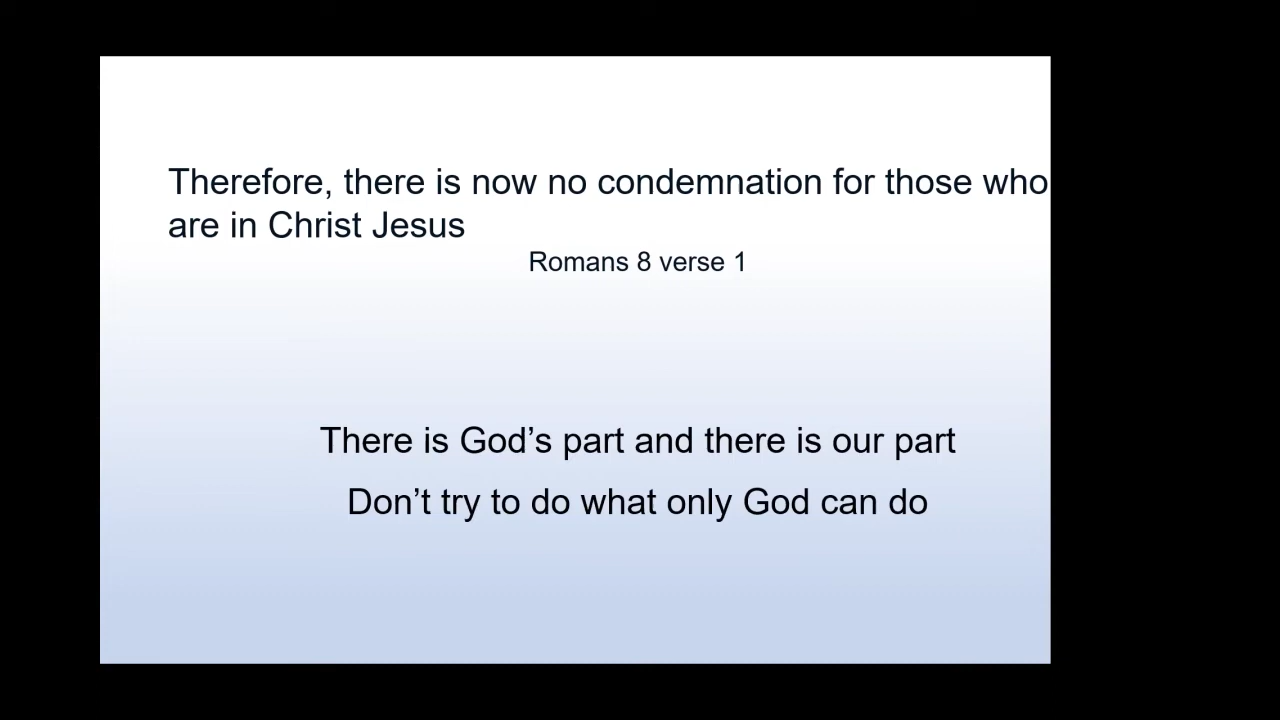 Therefore, there is now no condemnation for those who
are in Christ Jesus
Romans 8 verse 1
There is God’s part and there is our part
Don’t try to do what only God can do